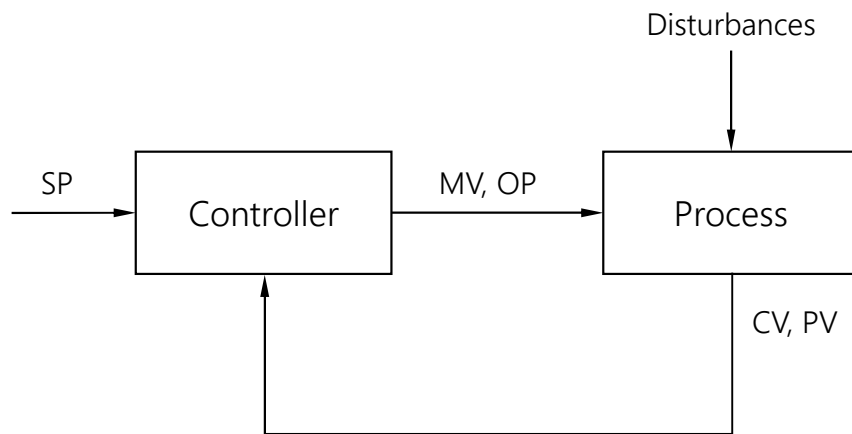 Disturbances
SP
Controller
MV, OP
Process
CV, PV